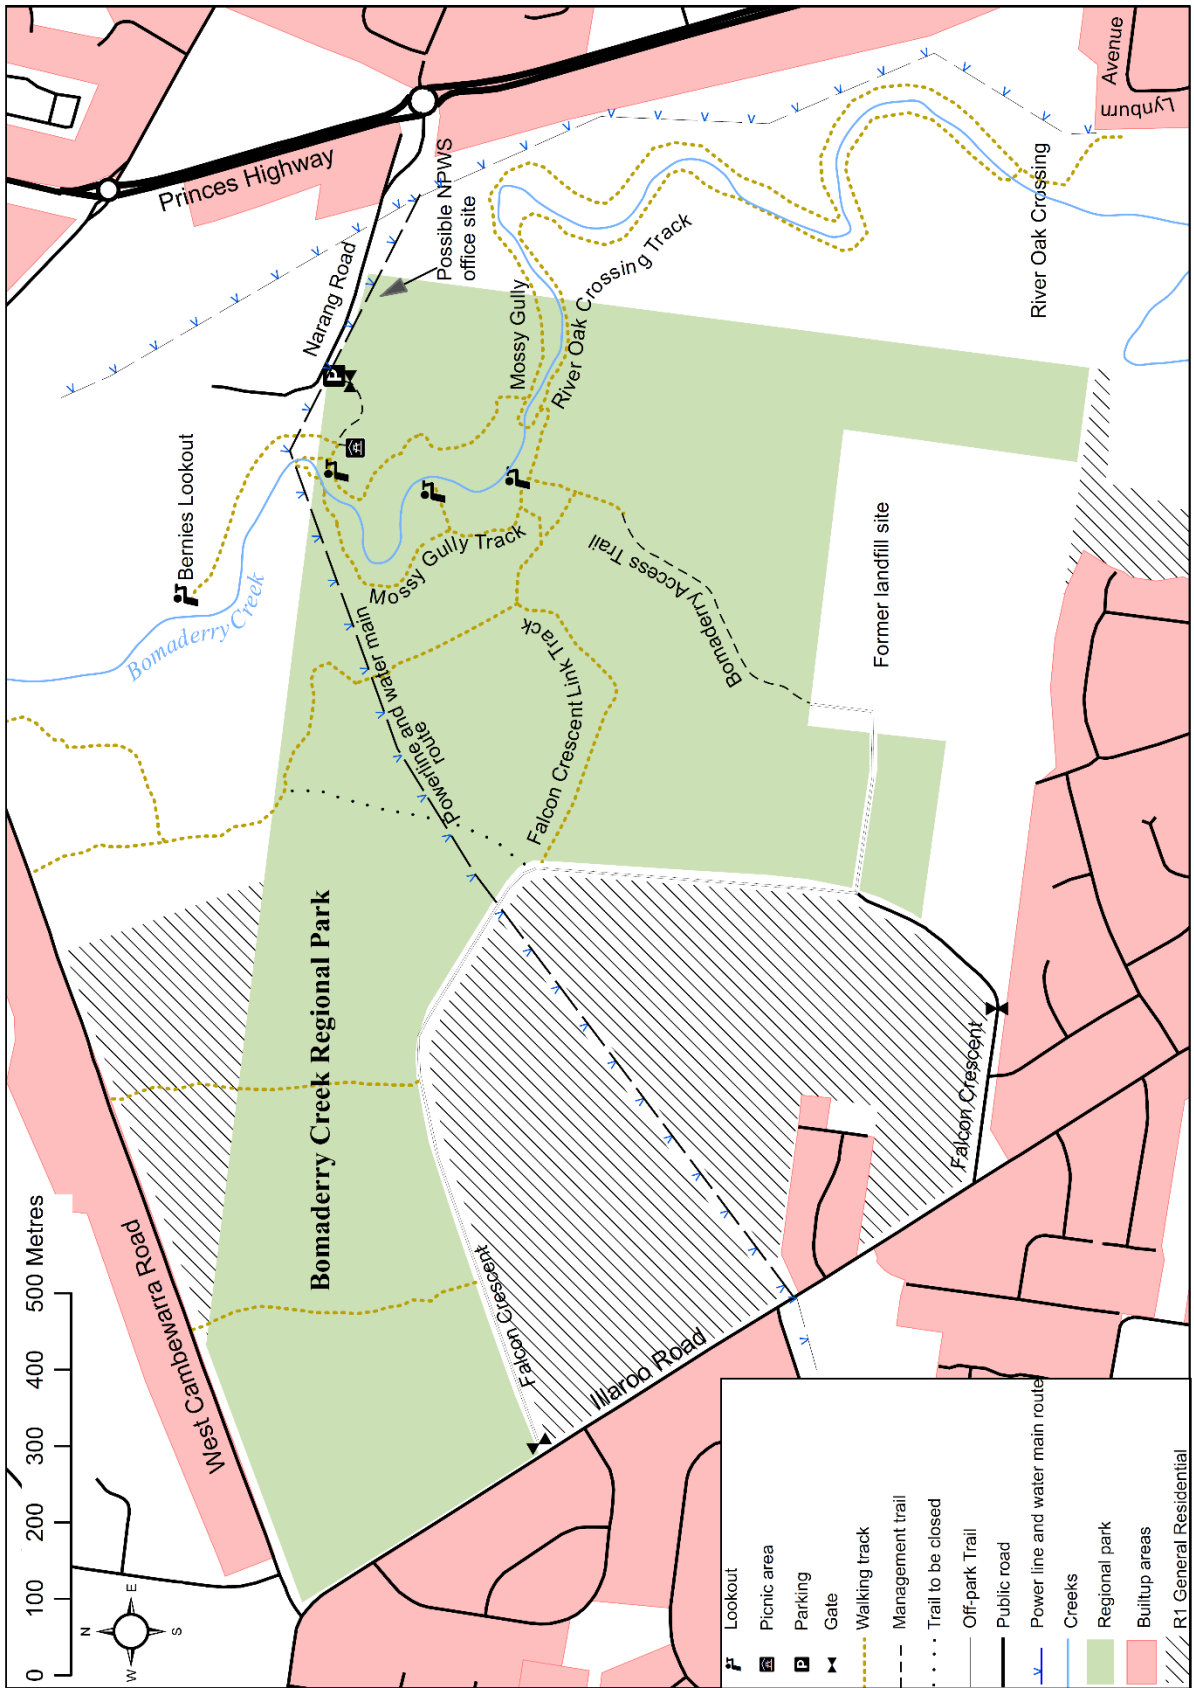 Princes Highway
Avenue
Lynburn
Narang Road
Possible NPWS
office site
Bernies Lookout
Bomaderry Creek
Mossy Gully
River Oak Crossing Track
River Oak Crossing
Mossy Gully Track
Powerline and water main
route
Falcon Crescent Link Track
Bomaderry Access Trail
Former landfill site
Bomaderry Creek Regional Park
West Cambewarra Road
Falcon Crescent
Falcon Crescent
Illaroo Road
0 100 200 300 400 500 Metres
N
E
S
W
Lookout
Picnic area
P Parking
Gate
Walking track
Management trail
Trail to be closed
Off-park Trail
Public road
Power line and water main route
Creeks
Regional park
Builtup areas
R1 General Residential
P